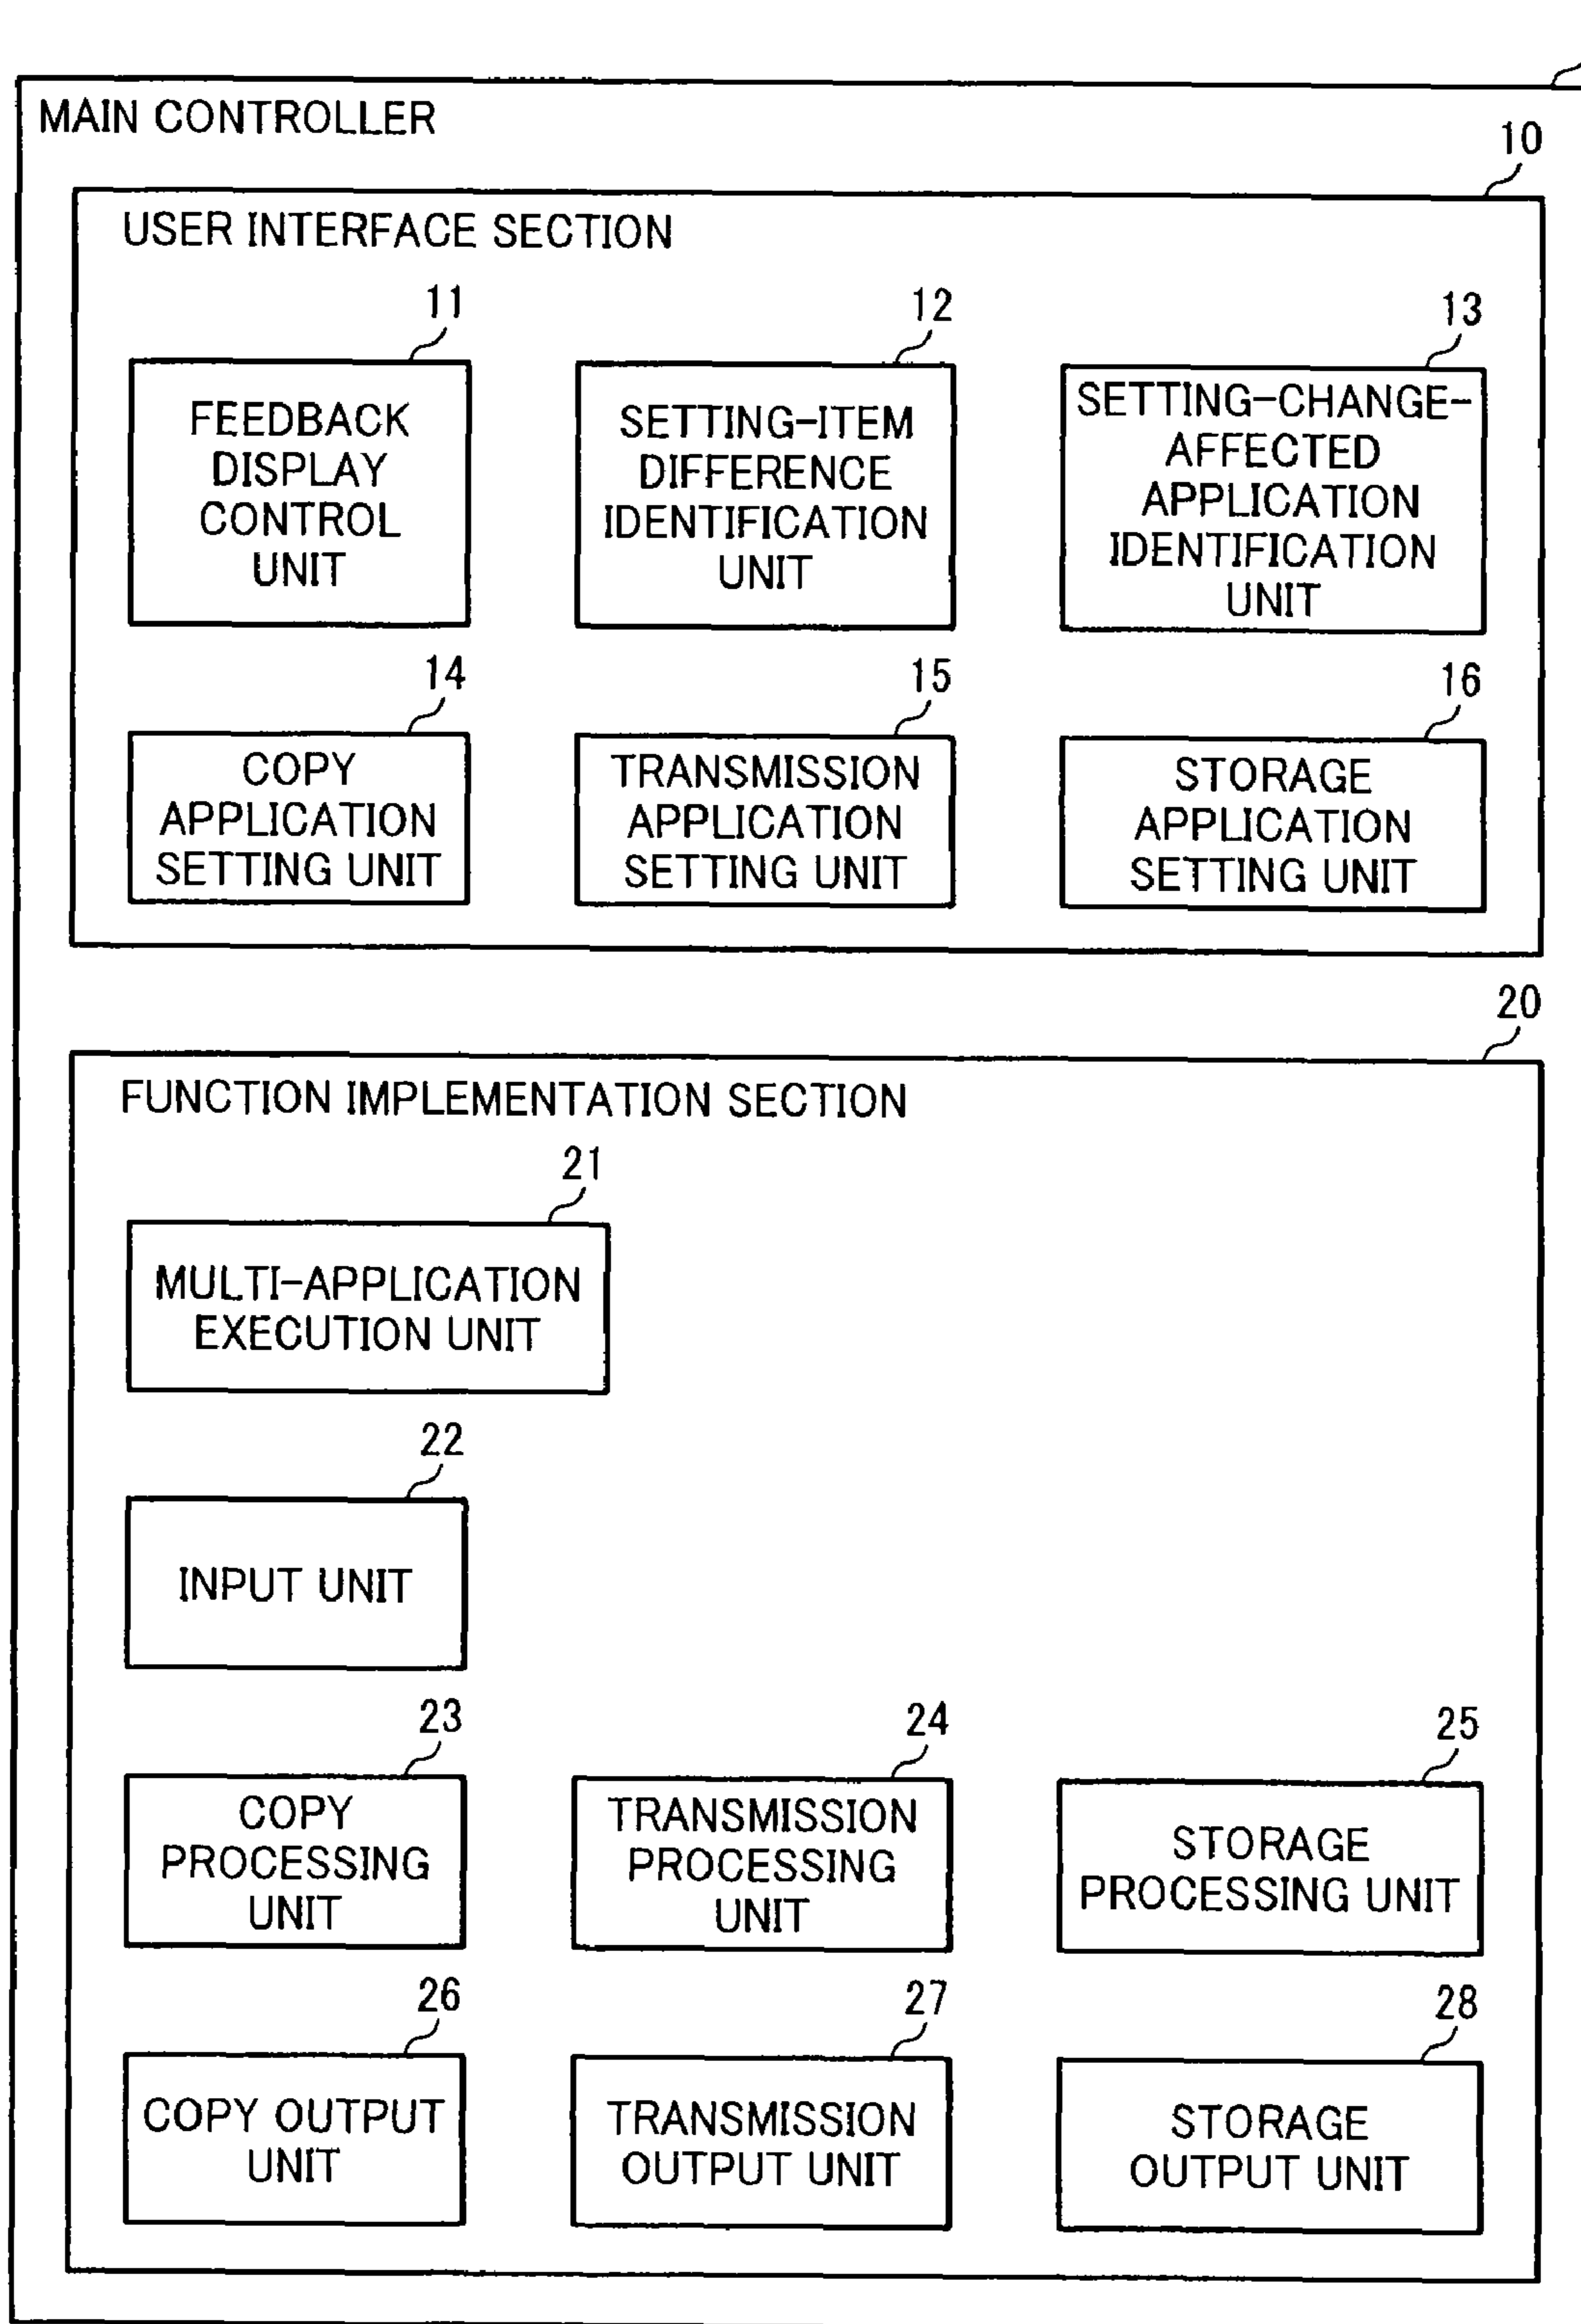 MAIN CONTROLLER
10
USER INTERFACE SECTION
11
12
13
FEEDBACK
DISPLAY
CONTROL
UNIT
SETTING-ITEM
DIFFERENCE
IDENTIFICATION
UNIT
SETTING-CHANGE-
AFFECTED
APPLICATION
IDENTIFICATION
UNIT
14
15
16
COPY
APPLICATION
SETTING UNIT
TRANSMISSION
APPLICATION
SETTING UNIT
STORAGE
APPLICATION
SETTING UNIT
20
FUNCTION IMPLEMENTATION SECTION
21
MULTI-APPLICATION
EXECUTION UNIT
22
INPUT UNIT
23
24
25
COPY
PROCESSING
UNIT
TRANSMISSION
PROCESSING
UNIT
STORAGE
PROCESSING UNIT
26
27
28
COPY OUTPUT
UNIT
TRANSMISSION
OUTPUT UNIT
STORAGE
OUTPUT UNIT